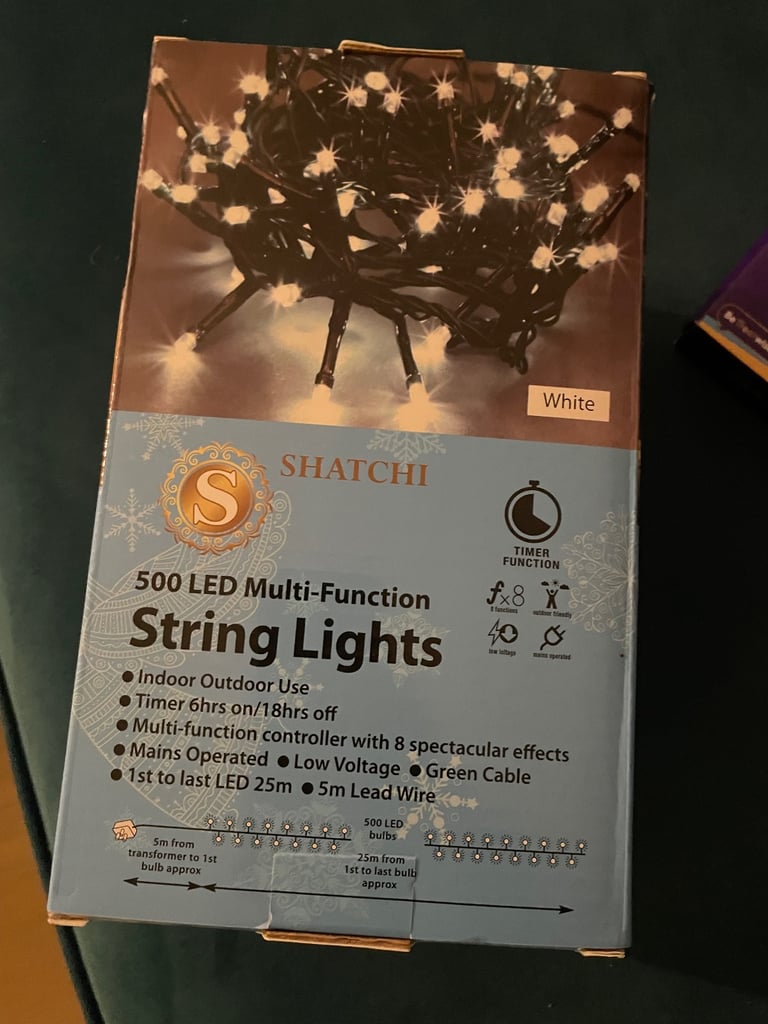 White
S
SHATCHI
TIMER
FUNCTION
500 LED Multi-Function
String Lights
fx8
8 functions
outdoor friendly
low voltage
mains operated
● Indoor Outdoor Use
● Timer 6hrs on/18hrs off
● Multi-function controller with 8 spectacular effects
● Mains Operated ● Low Voltage ● Green Cable
● 1st to last LED 25m ● 5m Lead Wire
500 LED
bulbs
5m from
transformer to 1st
bulb approx
25m from
1st to last bulb
approx